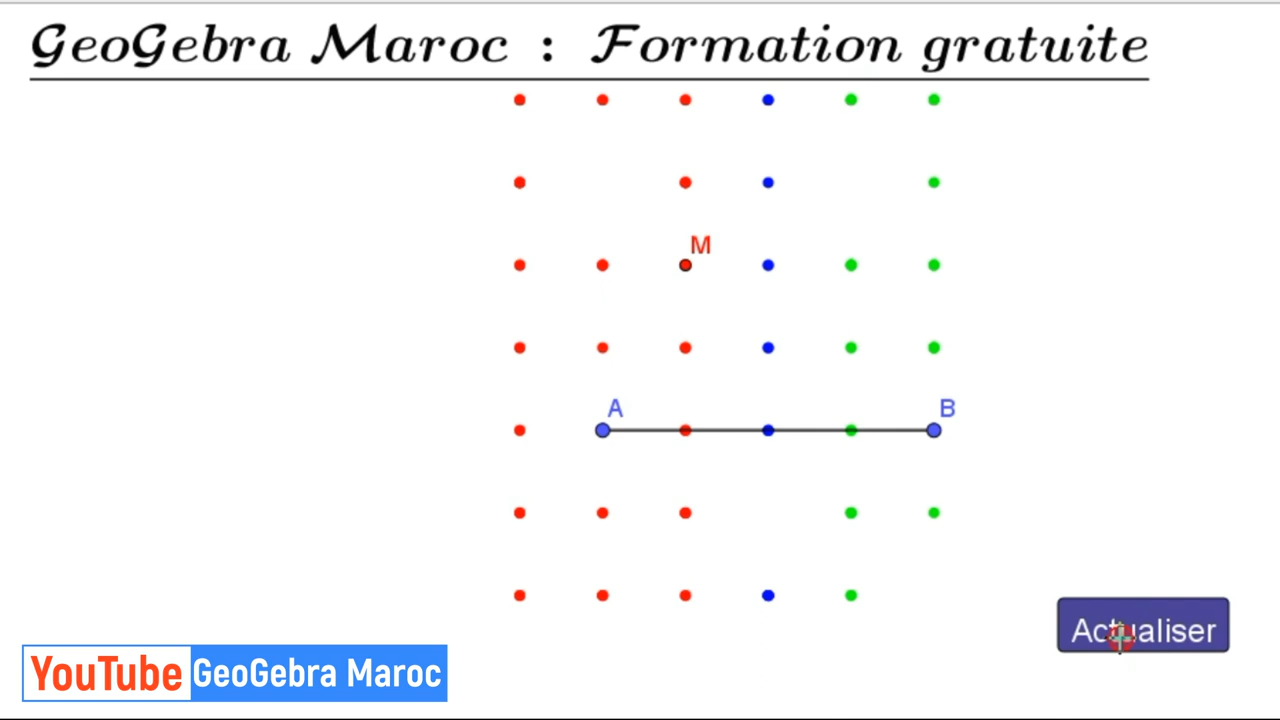 GeoGebra Maroc : Formation gratuite
M
A
B
Actualiser
YouTube GeoGebra Maroc